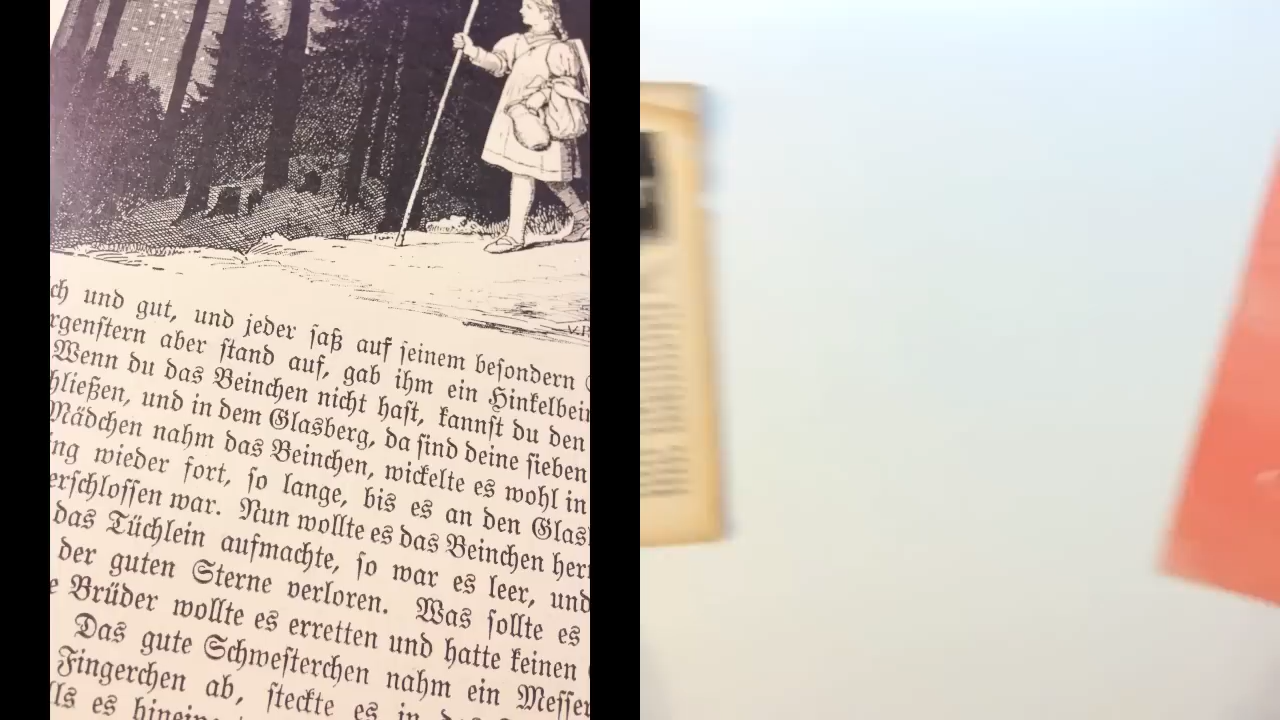 ch und gut, und jeder ſaß auf ſeinem beſondern
rgenſtern aber ſtand auf, gab ihm ein Hinkelbei
Wenn du das Beinchen nicht haſt, kannſt du den
hließen, und in dem Glasberg, da ſind deine ſieben
Mädchen nahm das Beinchen, wickelte es wohl in
ing wieder fort, ſo lange, bis es an den Glas
erſchloſſen war. Nun wollte es das Beinchen her
das Tüchlein aufmachte, ſo war es leer, und
der guten Sterne verloren. Was ſollte es
e Brüder wollte es erretten und hatte keinen
Das gute Schweſterchen nahm ein Meſſer
Fingerchen ab, ſteckte es in
lls es hinein